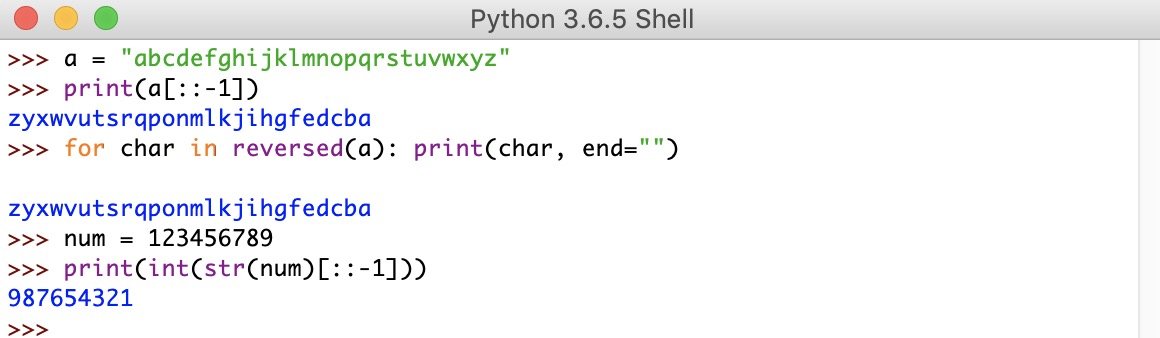 Python 3.6.5 Shell
>>> a = "abcdefghijklmnopqrstuvwxyz"
>>> print(a[::-1])
zyxwvutsrqponmlkjihgfedcba
>>> for char in reversed(a): print(char, end="")
zyxwvutsrqponmlkjihgfedcba
>>> num = 123456789
>>> print(int(str(num)[::-1]))
987654321
>>>